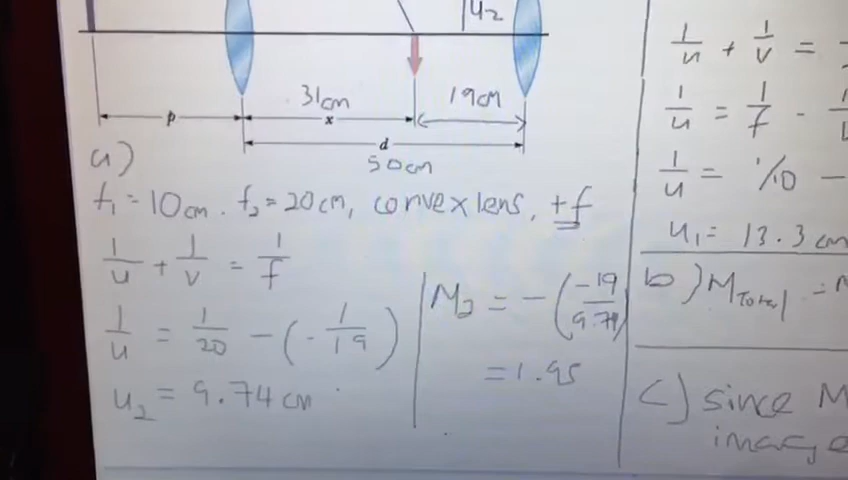 u₂
31cm
19cm
p
x
d
50cm
a)
f₁ = 10cm. f₂ = 20cm, convex lens, +f
1/u + 1/v = 1/f
1/u = 1/20 - (- 1/19)
u₂ = 9.74 cm
M₂ = - (-19/9.74)
= 1.95
1/u + 1/v =
1/u = 1/f -
1/u = 1/10 -
u₁ = 13.3 cm
b) M Total =
c) since M
image